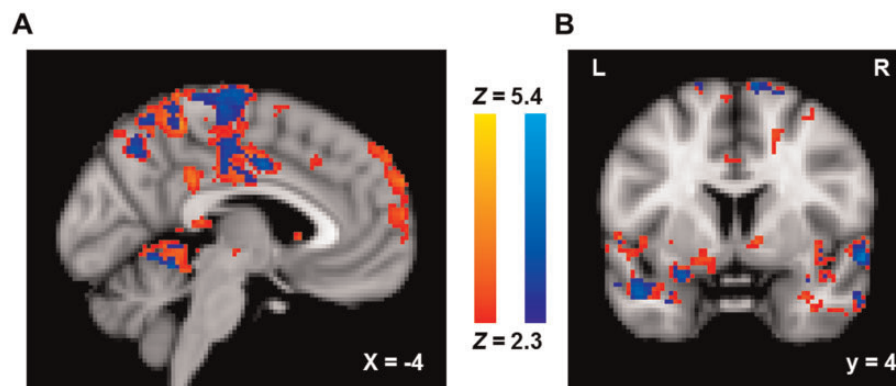 A
B
L
R
Z = 5.4
Z = 2.3
X = -4
y = 4